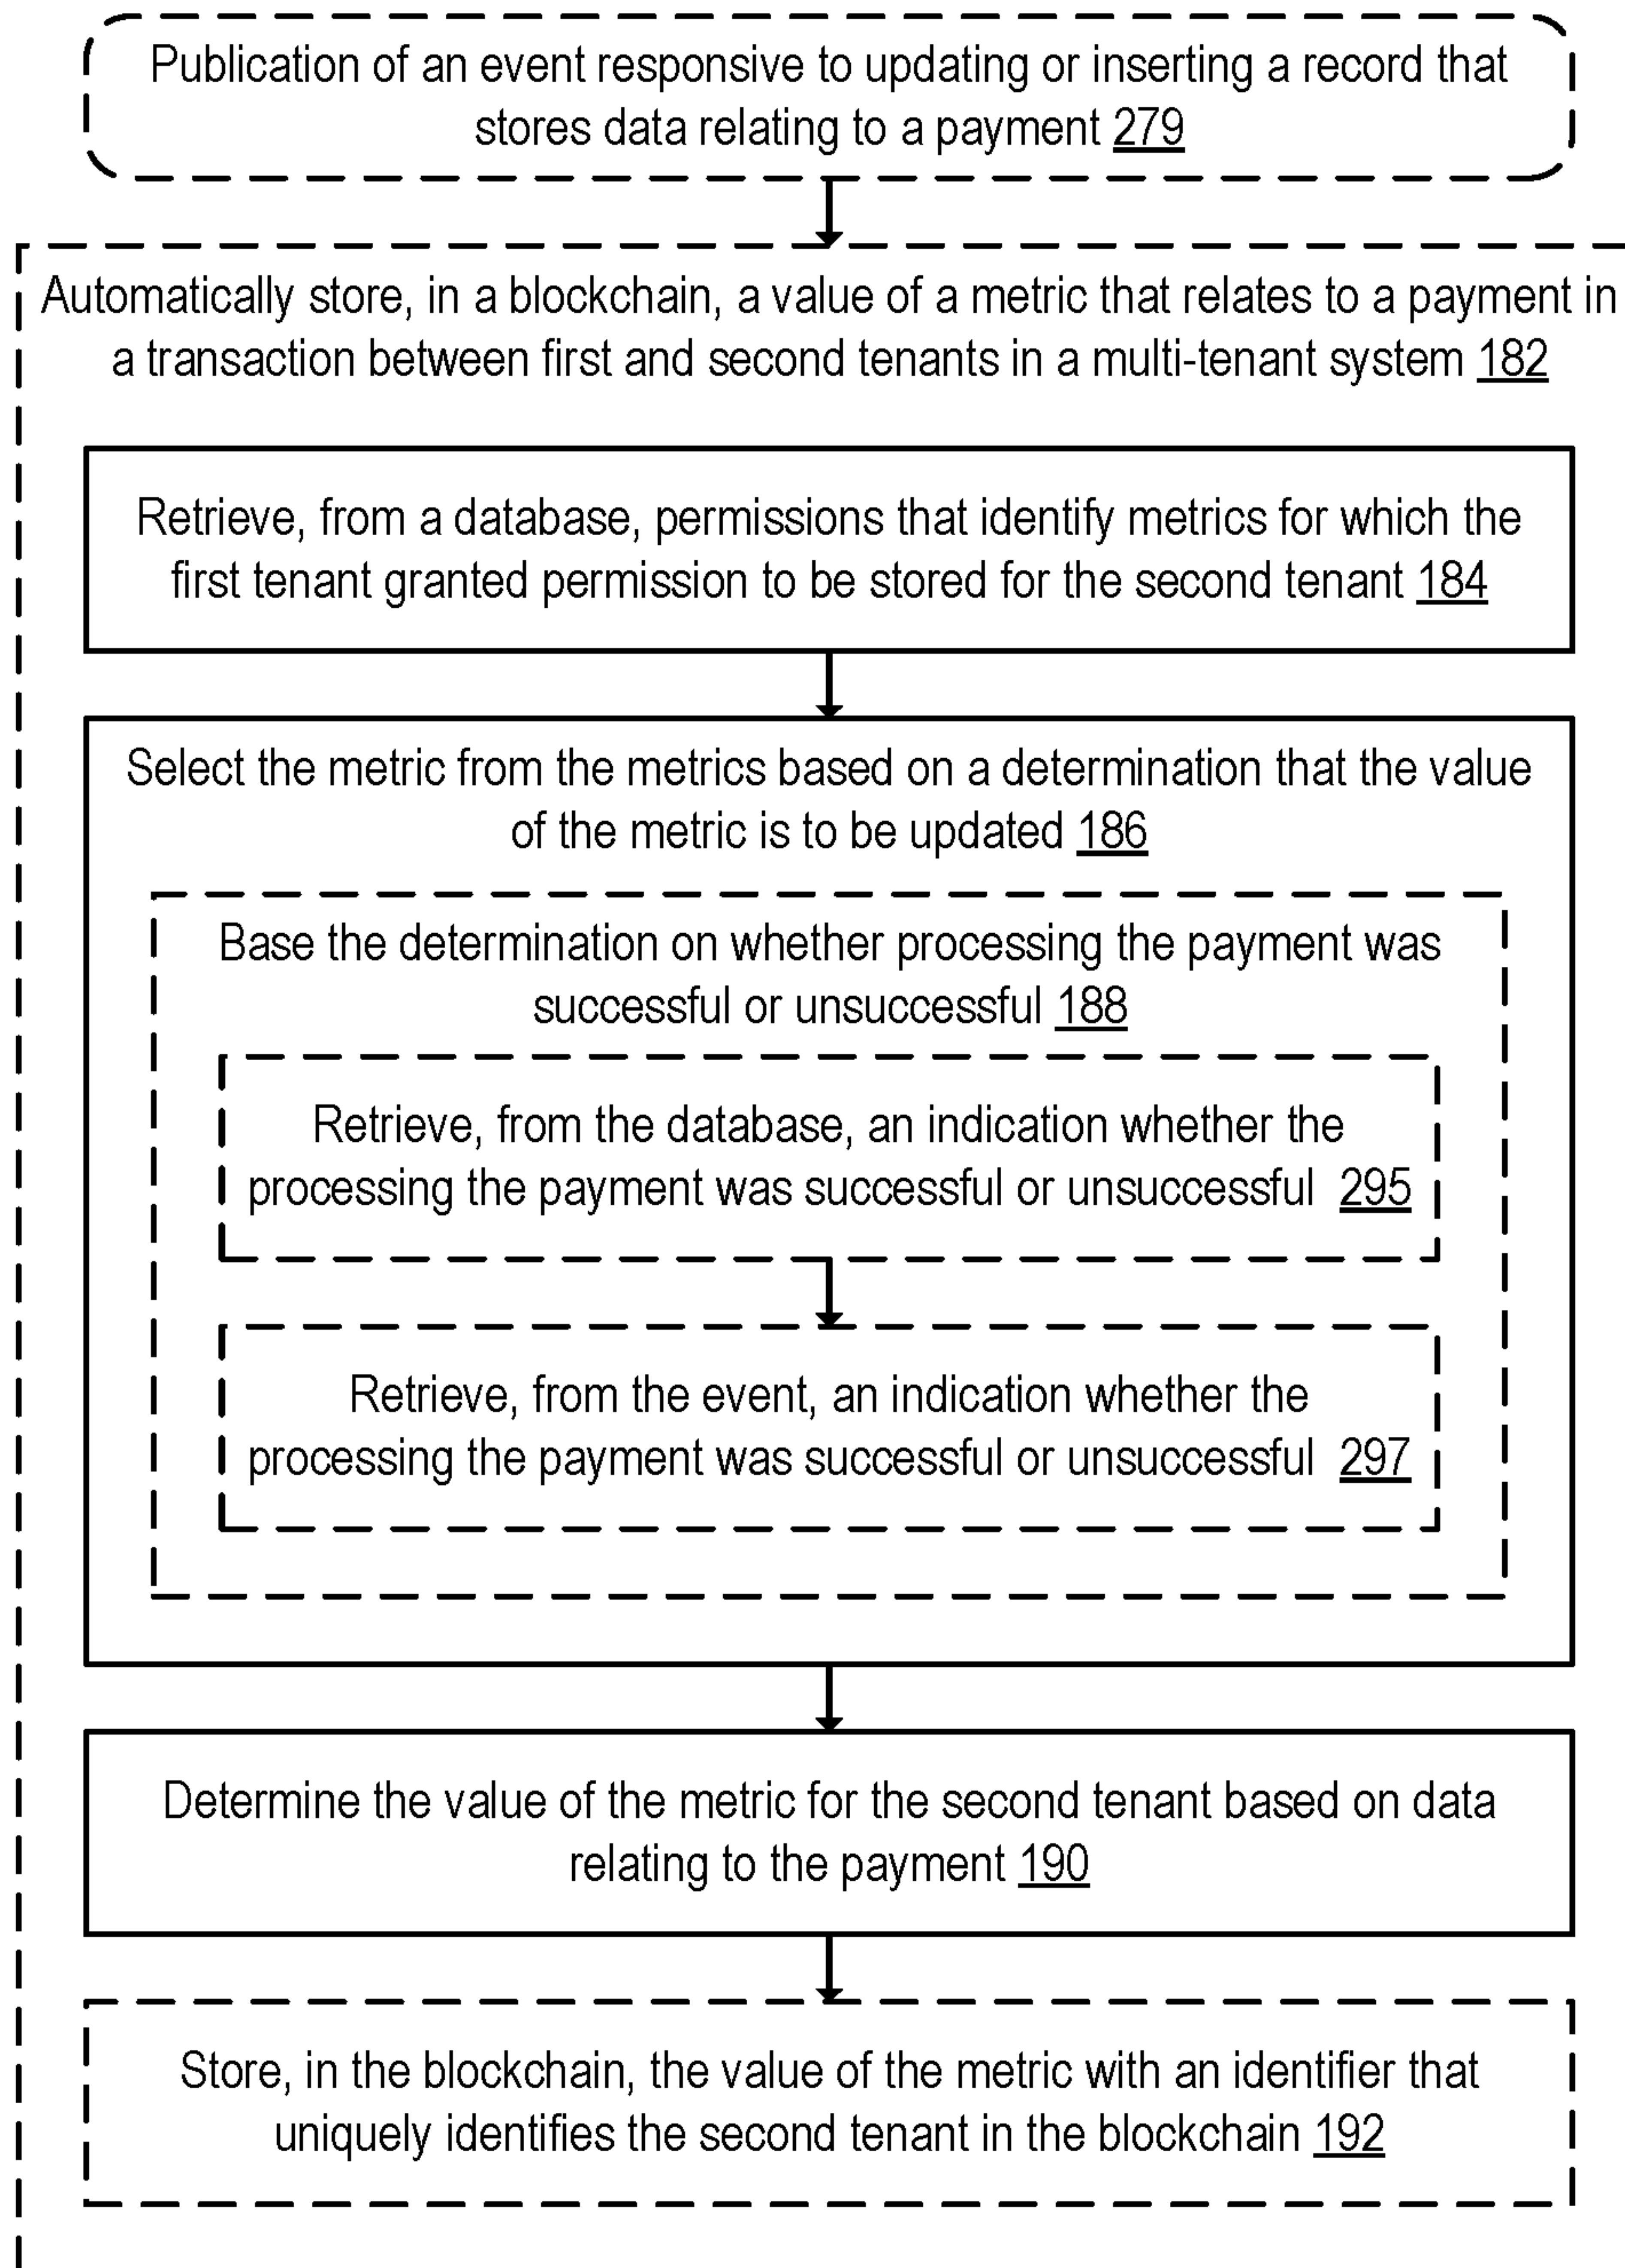 Publication of an event responsive to updating or inserting a record that
stores data relating to a payment 279
Automatically store, in a blockchain, a value of a metric that relates to a payment in
a transaction between first and second tenants in a multi-tenant system 182
Retrieve, from a database, permissions that identify metrics for which the
first tenant granted permission to be stored for the second tenant 184
Select the metric from the metrics based on a determination that the value
of the metric is to be updated 186
Base the determination on whether processing the payment was
successful or unsuccessful 188
Retrieve, from the database, an indication whether the
processing the payment was successful or unsuccessful 295
Retrieve, from the event, an indication whether the
processing the payment was successful or unsuccessful 297
Determine the value of the metric for the second tenant based on data
relating to the payment 190
Store, in the blockchain, the value of the metric with an identifier that
uniquely identifies the second tenant in the blockchain 192